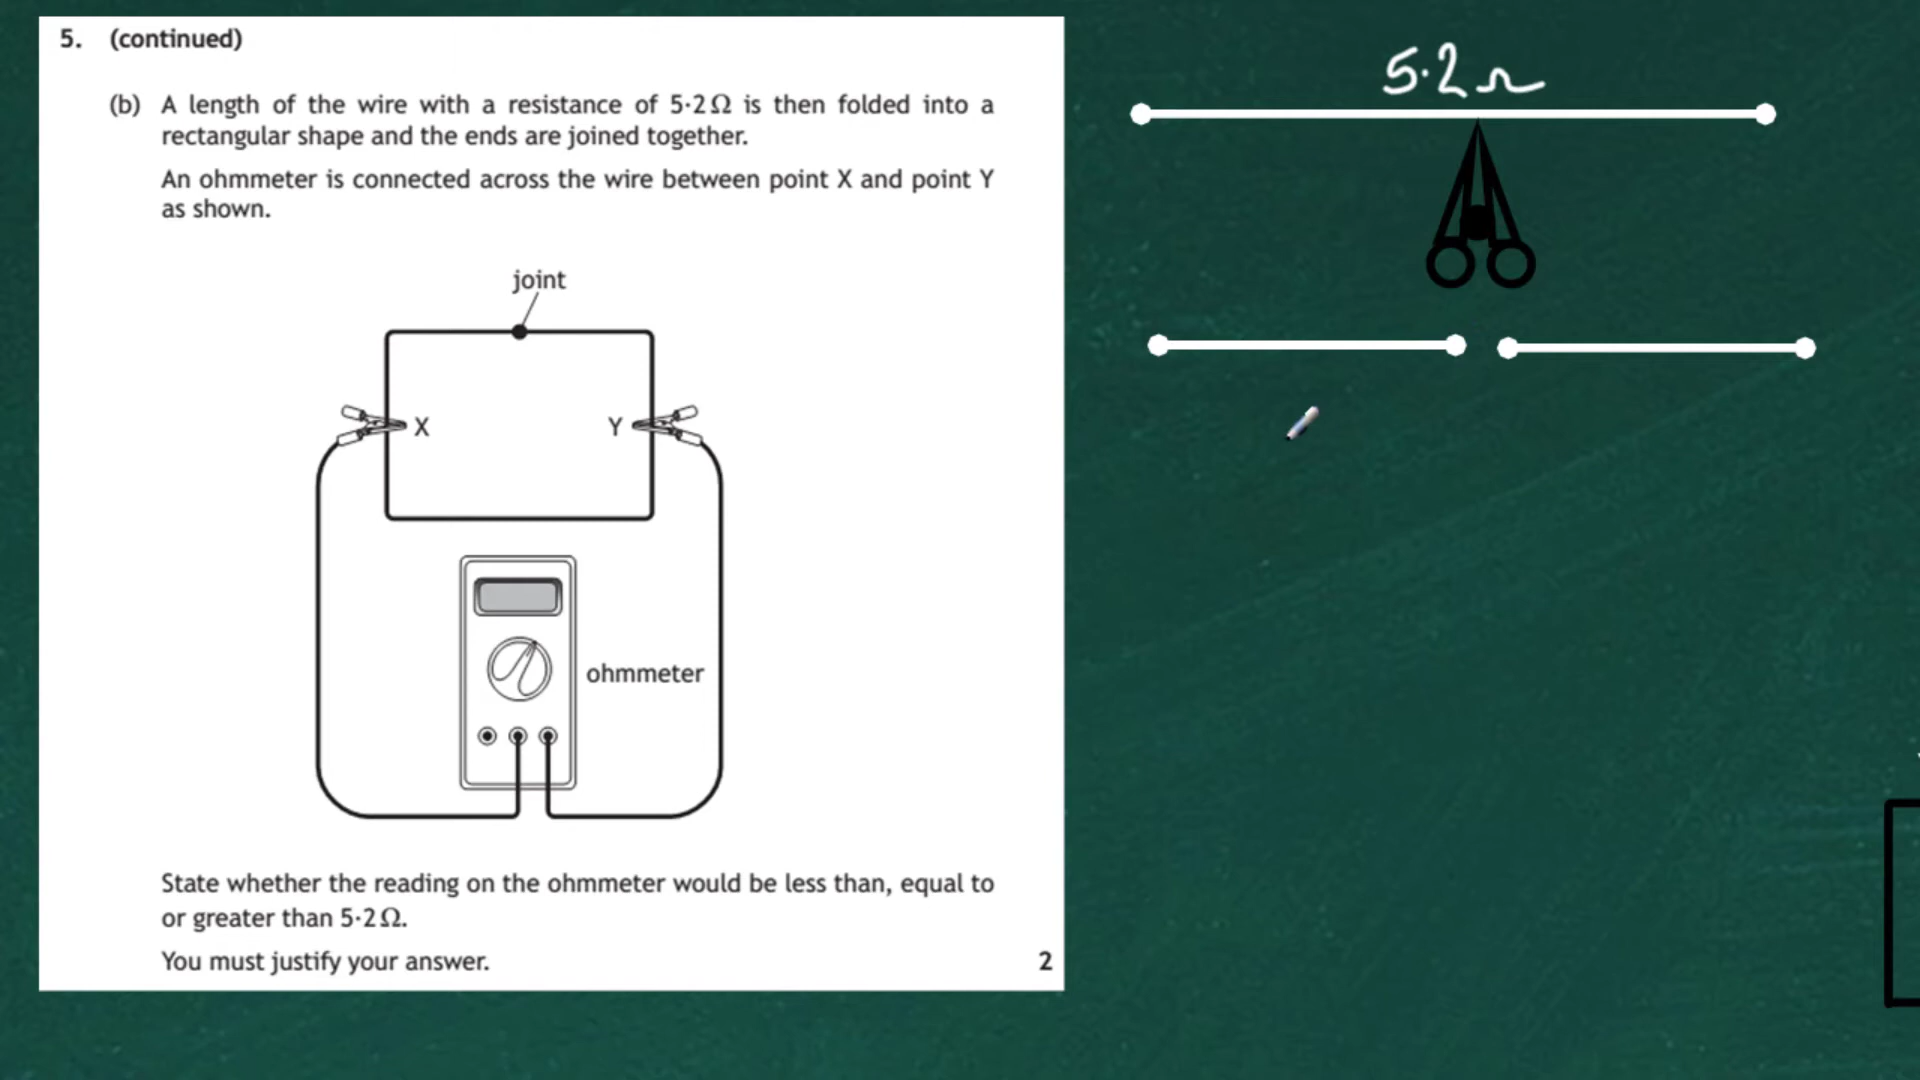 5. (continued)
(b) A length of the wire with a resistance of 5·2 Ω is then folded into a
rectangular shape and the ends are joined together.
An ohmmeter is connected across the wire between point X and point Y
as shown.
joint
X
Y
ohmmeter
State whether the reading on the ohmmeter would be less than, equal to
or greater than 5·2 Ω.
You must justify your answer.
2
5·2 Ω